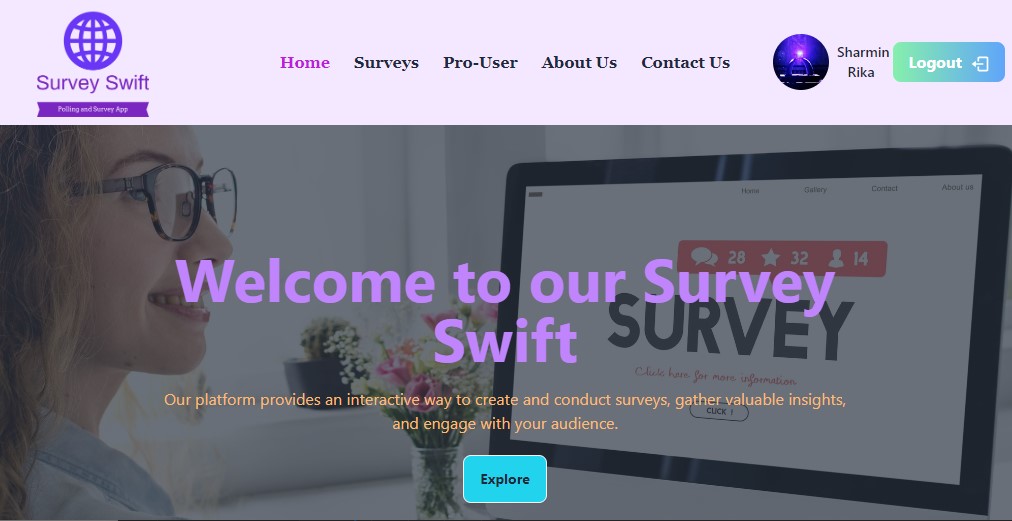 Survey Swift
Polling and Survey App
Home
Surveys
Pro-User
About Us
Contact Us
Sharmin
Rika
Logout
Home
Gallery
Contact
About us
28
32
14
Welcome to our Survey
Swift
SURVEY
Click here for more information
Our platform provides an interactive way to create and conduct surveys, gather valuable insights,
CLICK !
and engage with your audience.
Explore